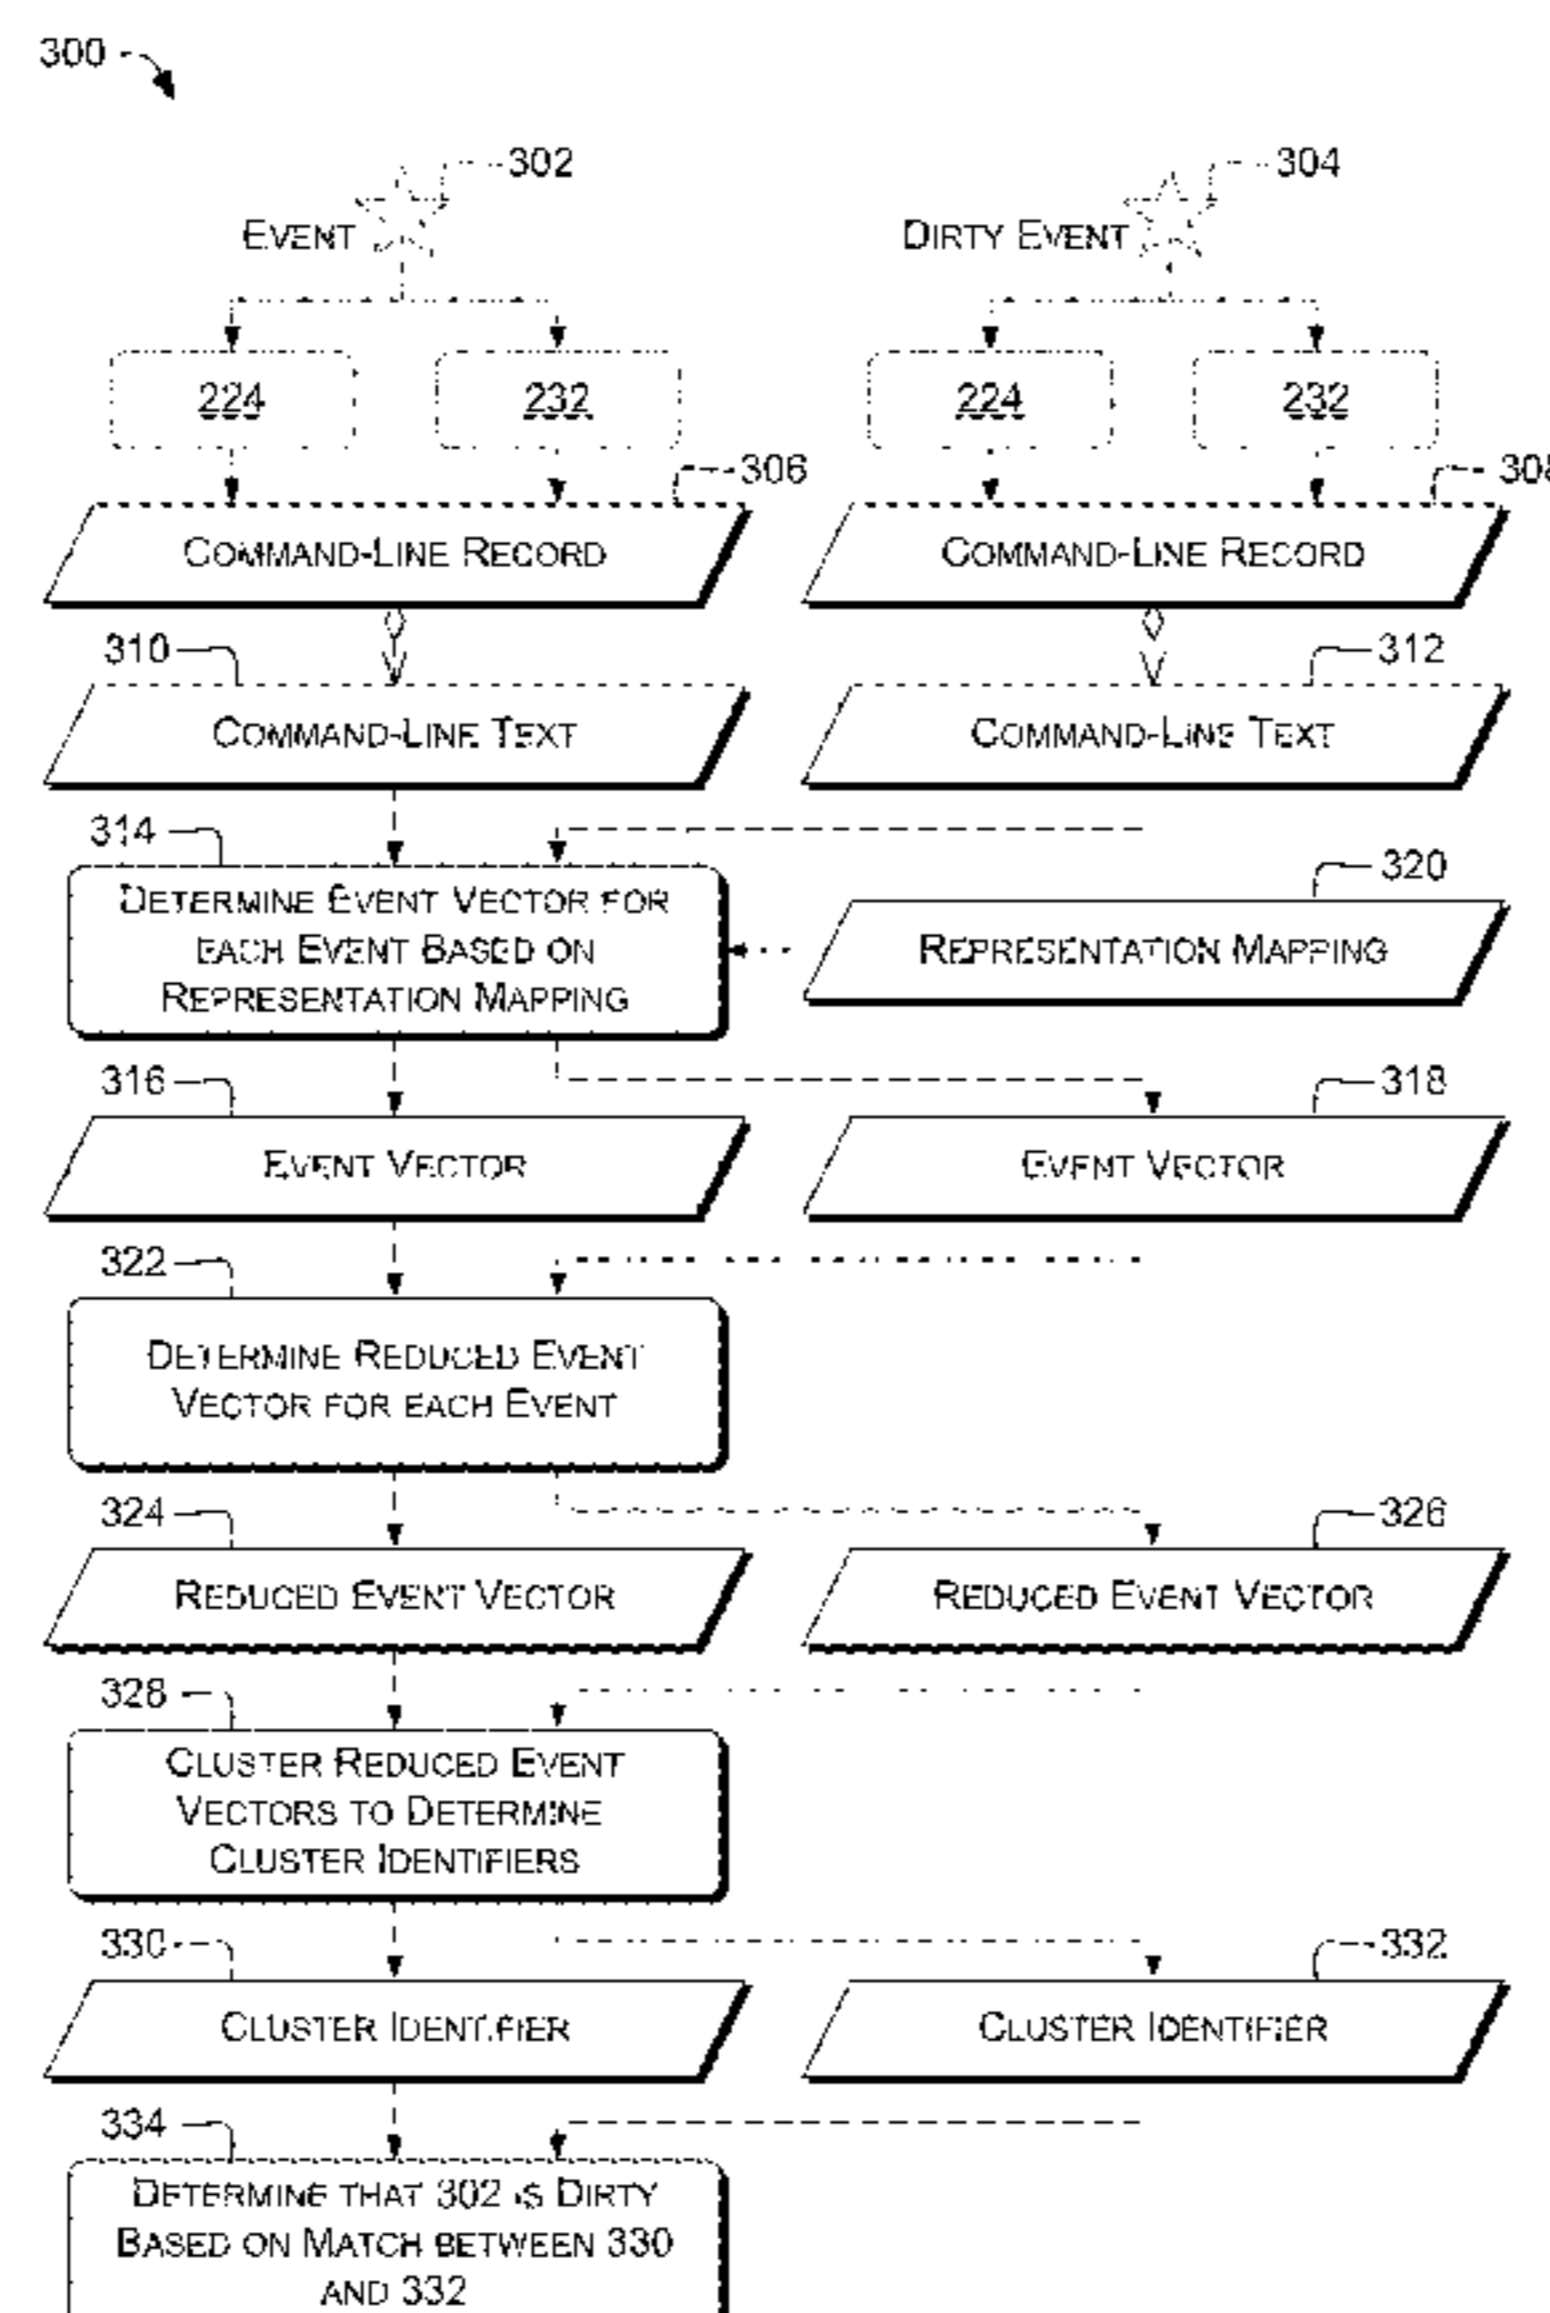 300
302
304
EVENT
DIRTY EVENT
224
232
224
232
306
COMMAND-LINE RECORD
COMMAND-LINE RECORD
310
312
COMMAND-LINE TEXT
COMMAND-LINE TEXT
314
320
DETERMINE EVENT VECTOR FOR
EACH EVENT BASED ON
REPRESENTATION MAPPING
REPRESENTATION MAPPING
316
318
EVENT VECTOR
EVENT VECTOR
322
DETERMINE REDUCED EVENT
VECTOR FOR EACH EVENT
324
326
REDUCED EVENT VECTOR
REDUCED EVENT VECTOR
328
CLUSTER REDUCED EVENT
VECTORS TO DETERMINE
CLUSTER IDENTIFIERS
330
332
CLUSTER IDENTIFIER
CLUSTER IDENTIFIER
334
DETERMINE THAT 302 IS DIRTY
BASED ON MATCH BETWEEN 330
AND 332